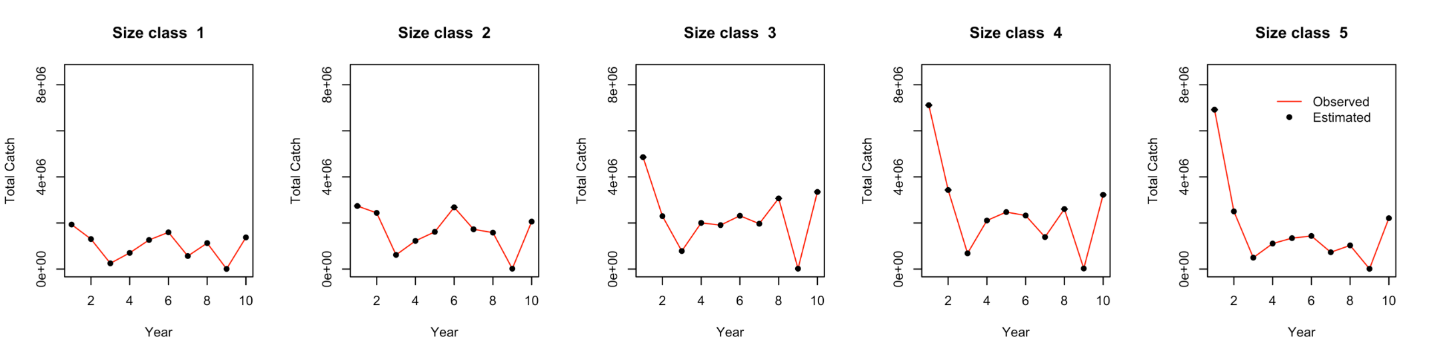 Size class 1
Total Catch
8e+06
4e+06
0e+00
2 4 6 8 10
Year
Size class 2
Total Catch
8e+06
4e+06
0e+00
2 4 6 8 10
Year
Size class 3
Total Catch
8e+06
4e+06
0e+00
2 4 6 8 10
Year
Size class 4
Total Catch
8e+06
4e+06
0e+00
2 4 6 8 10
Year
Size class 5
Total Catch
8e+06
4e+06
0e+00
Observed
Estimated
2 4 6 8 10
Year